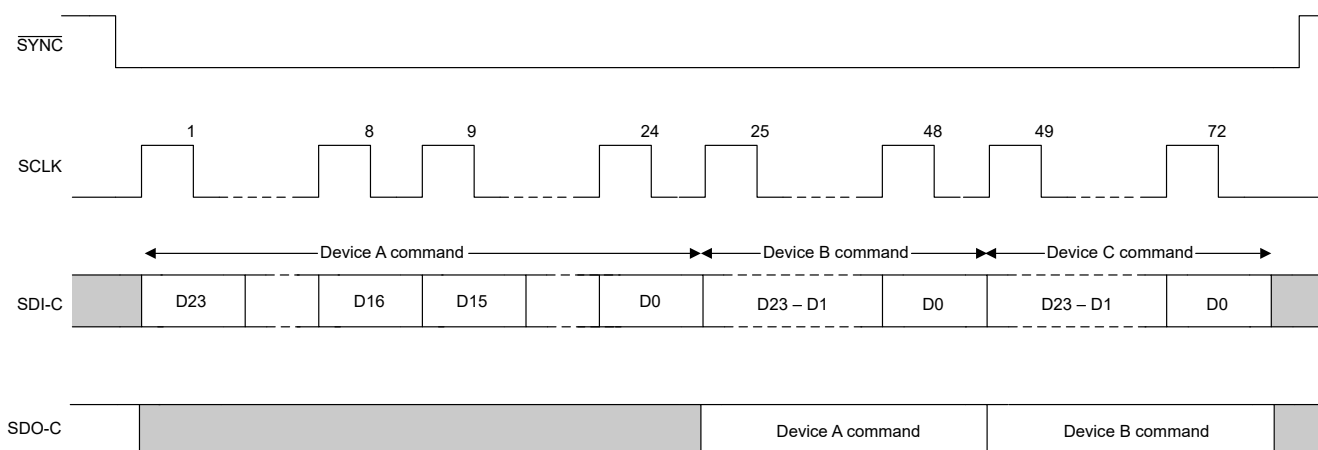 SYNC
1 8 9 24 25 48 49 72
SCLK
Device A command Device B command Device C command
SDI-C D23 D16 D15 D0 D23 – D1 D0 D23 – D1 D0
SDO-C Device A command Device B command